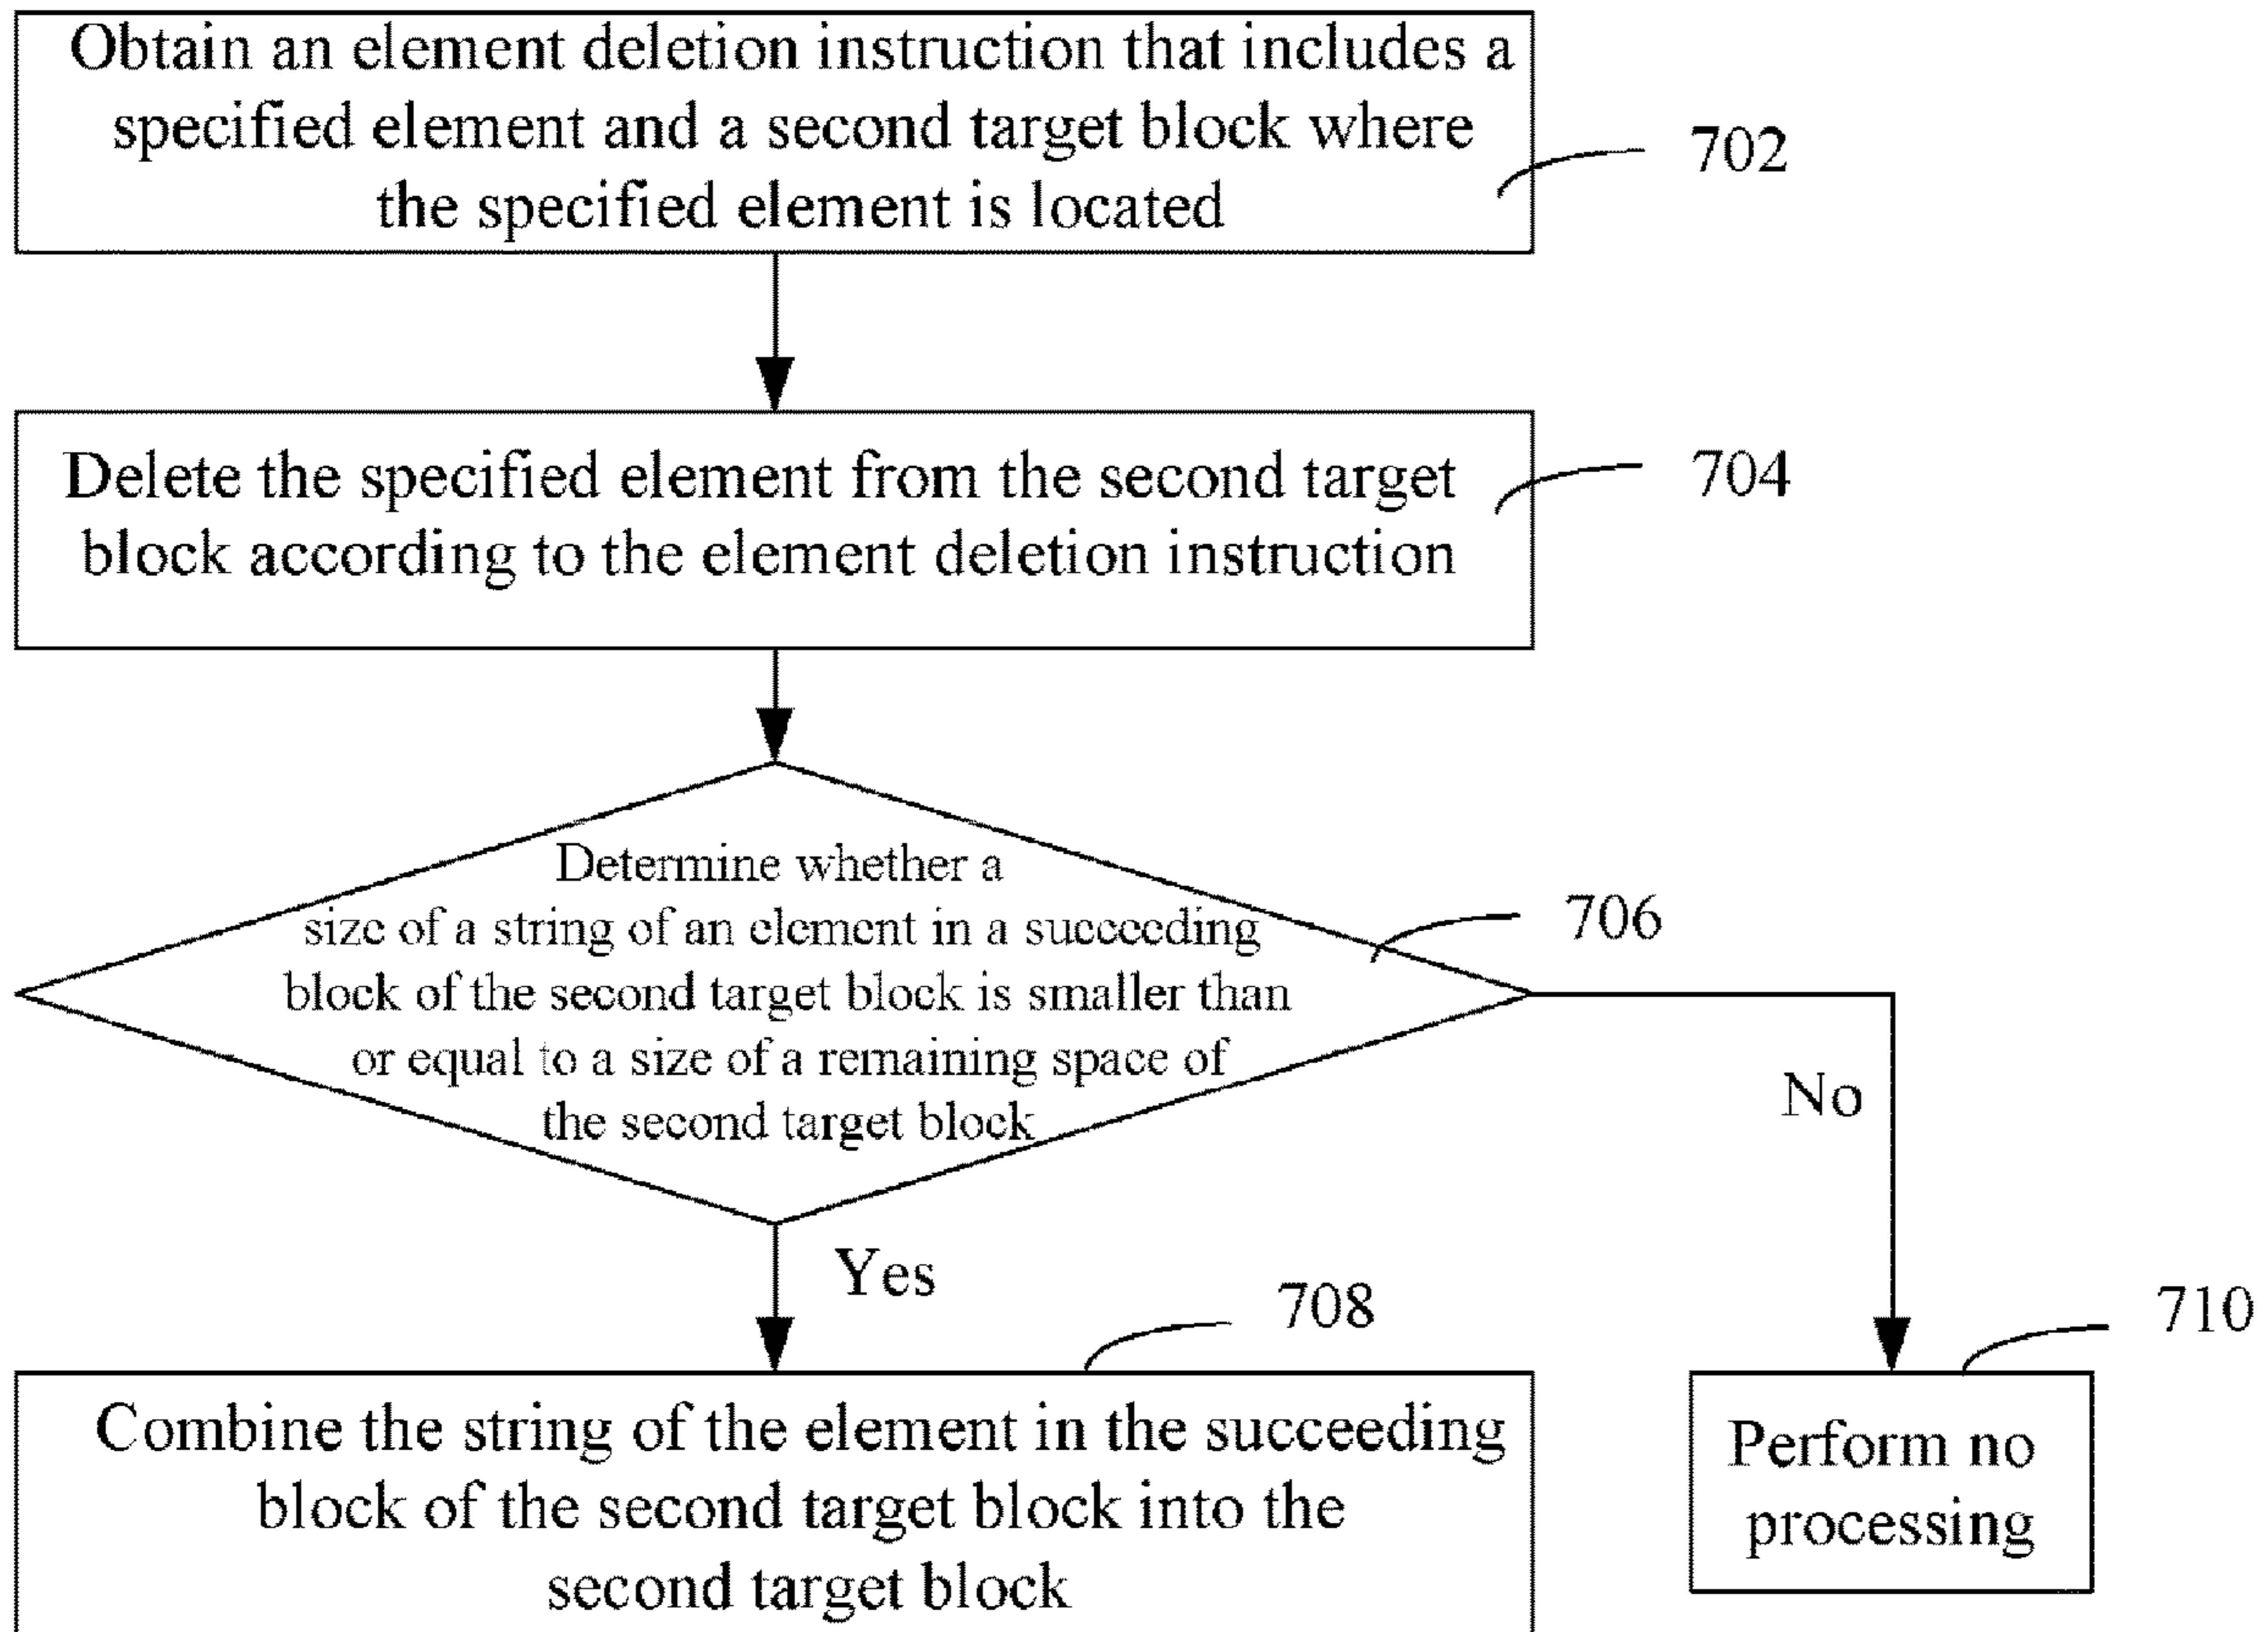 Obtain an element deletion instruction that includes a
specified element and a second target block where
the specified element is located
702
Delete the specified element from the second target
block according to the element deletion instruction
704
Determine whether a
size of a string of an element in a succeeding
block of the second target block is smaller than
or equal to a size of a remaining space of
the second target block
706
No
Yes
708
Combine the string of the element in the succeeding
block of the second target block into the
second target block
710
Perform no
processing